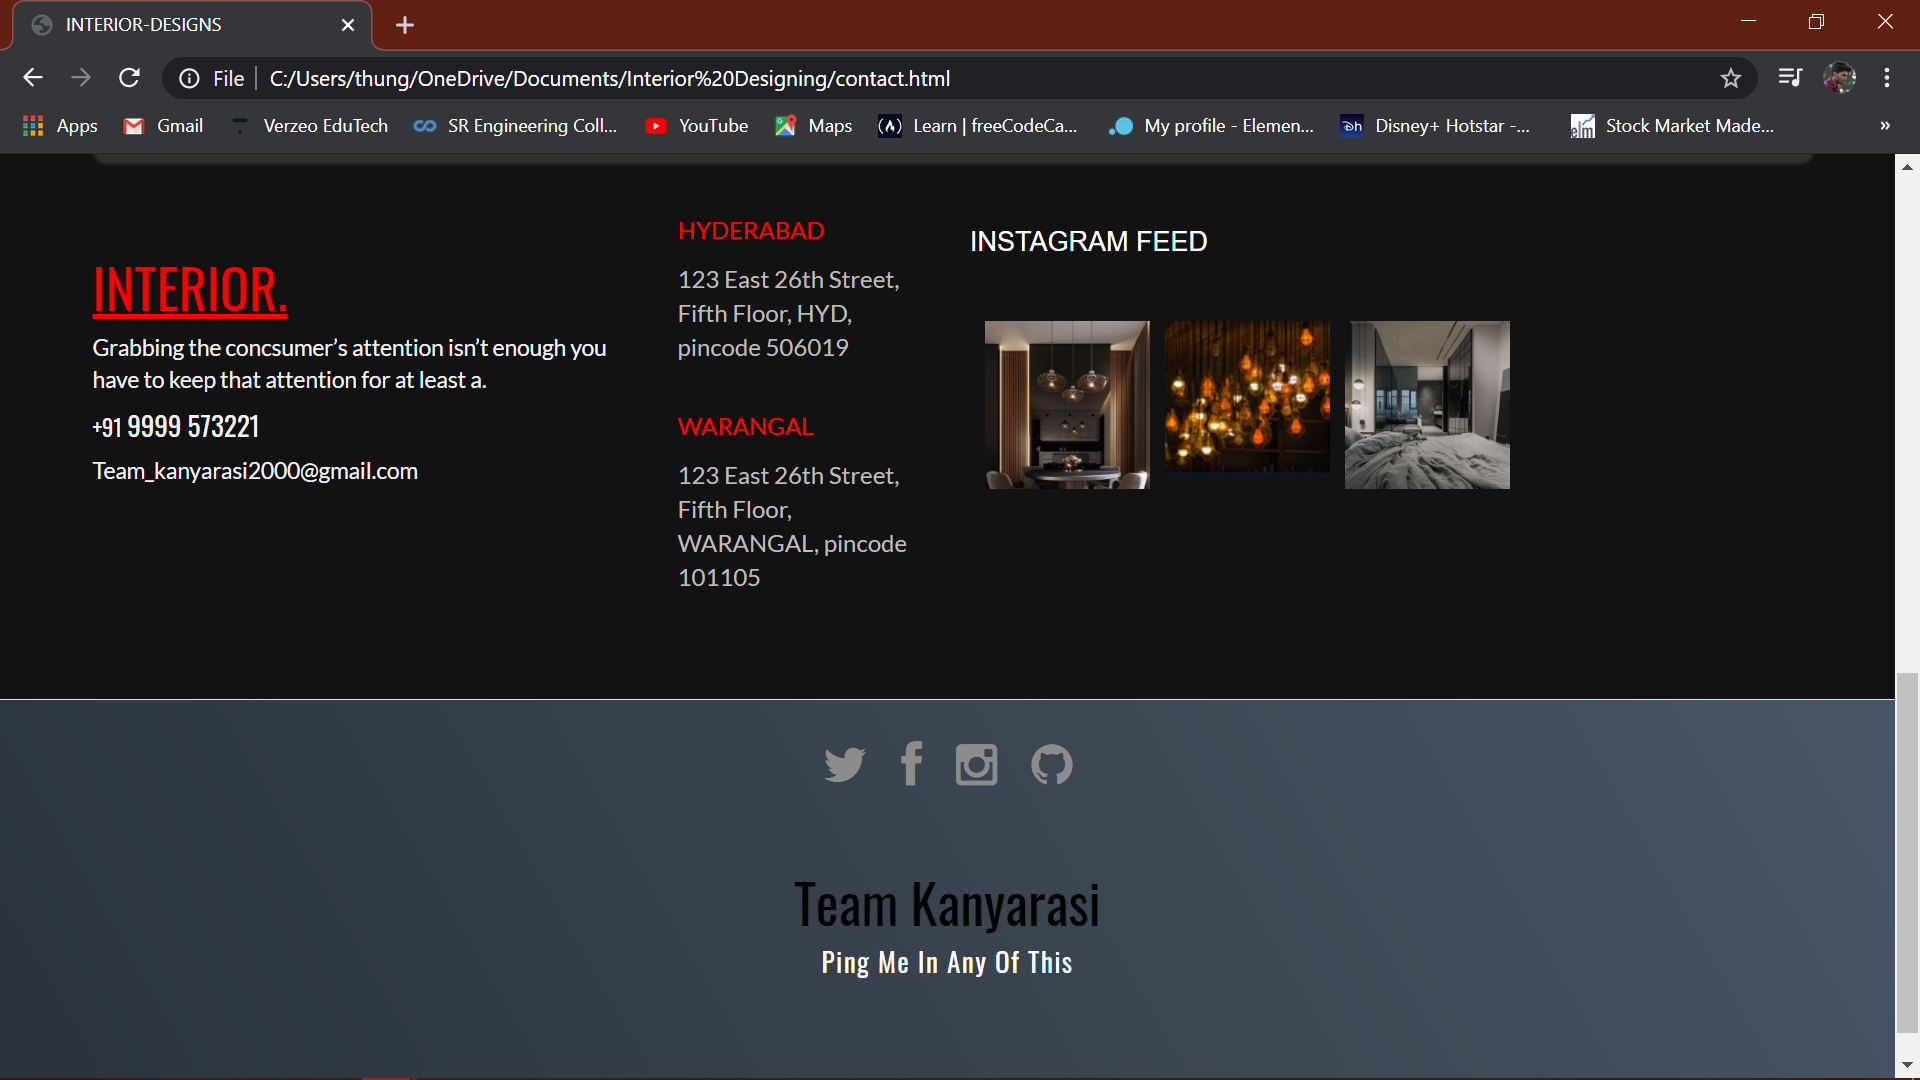 INTERIOR-DESIGNS
File
C:/Users/thung/OneDrive/Documents/Interior%20Designing/contact.html
Apps
Gmail
Verzeo EduTech
SR Engineering Coll...
YouTube
Maps
Learn | freeCodeCa...
My profile - Elemen...
Disney+ Hotstar -...
Stock Market Made...
»
INTERIOR.
Grabbing the concsumer's attention isn't enough you
have to keep that attention for at least a.
+91 9999 573221
Team_kanyarasi2000@gmail.com
HYDERABAD
123 East 26th Street,
Fifth Floor, HYD,
pincode 506019
WARANGAL
123 East 26th Street,
Fifth Floor,
WARANGAL, pincode
101105
INSTAGRAM FEED
Team Kanyarasi
Ping Me In Any Of This